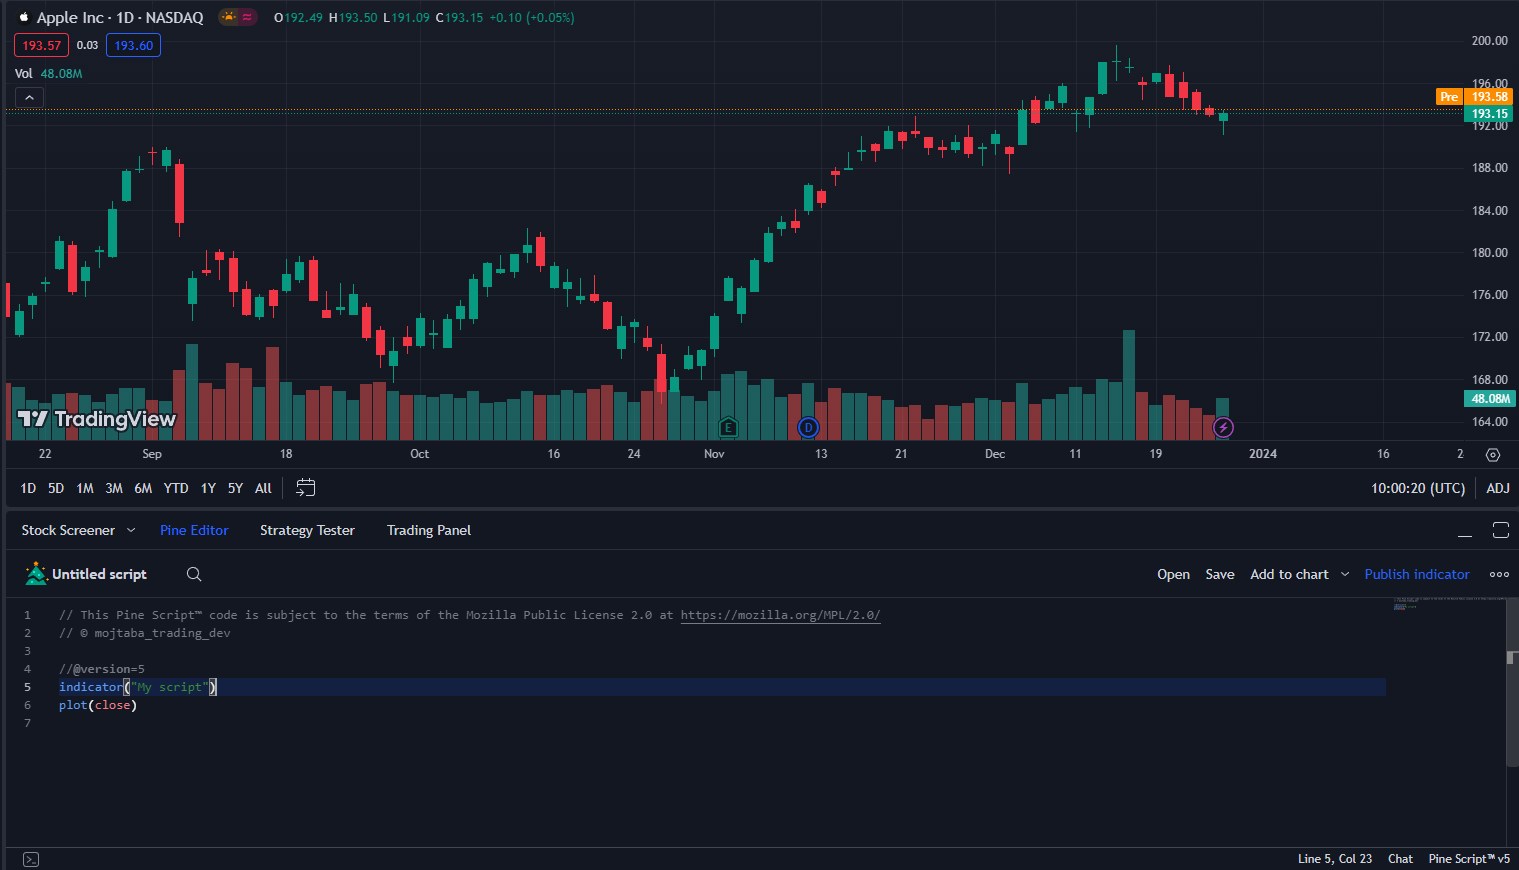 Apple Inc · 1D · NASDAQ O192.49 H193.50 L191.09 C193.15 +0.10 (+0.05%)
193.57 0.03 193.60
Vol 48.08M
200.00
196.00
Pre 193.58
193.15
192.00
188.00
184.00
180.00
176.00
172.00
168.00
48.08M
164.00
TradingView
E D
22 Sep 18 Oct 16 24 Nov 13 21 Dec 11 19 2024 16 2
1D 5D 1M 3M 6M YTD 1Y 5Y All 10:00:20 (UTC) ADJ
Stock Screener Pine Editor Strategy Tester Trading Panel
Untitled script Open Save Add to chart Publish indicator
1 // This Pine Script™ code is subject to the terms of the Mozilla Public License 2.0 at https://mozilla.org/MPL/2.0/
2 // © mojtaba_trading_dev
3
4 //@version=5
5 indicator("My script")
6 plot(close)
7
Line 5, Col 23 Chat Pine Script™ v5